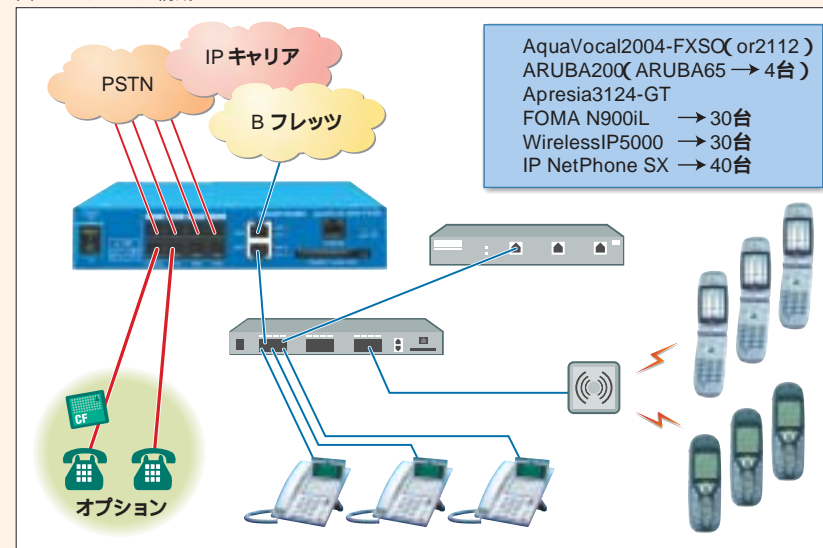 IP キャリア
PSTN
B フレッツ
AquaVocal2004-FXSO( or2112 )
ARUBA200( ARUBA65 → 4台 )
Apresia3124-GT
FOMA N900iL → 30台
WirelessIP5000 → 30台
IP NetPhone SX → 40台
CF
オプション